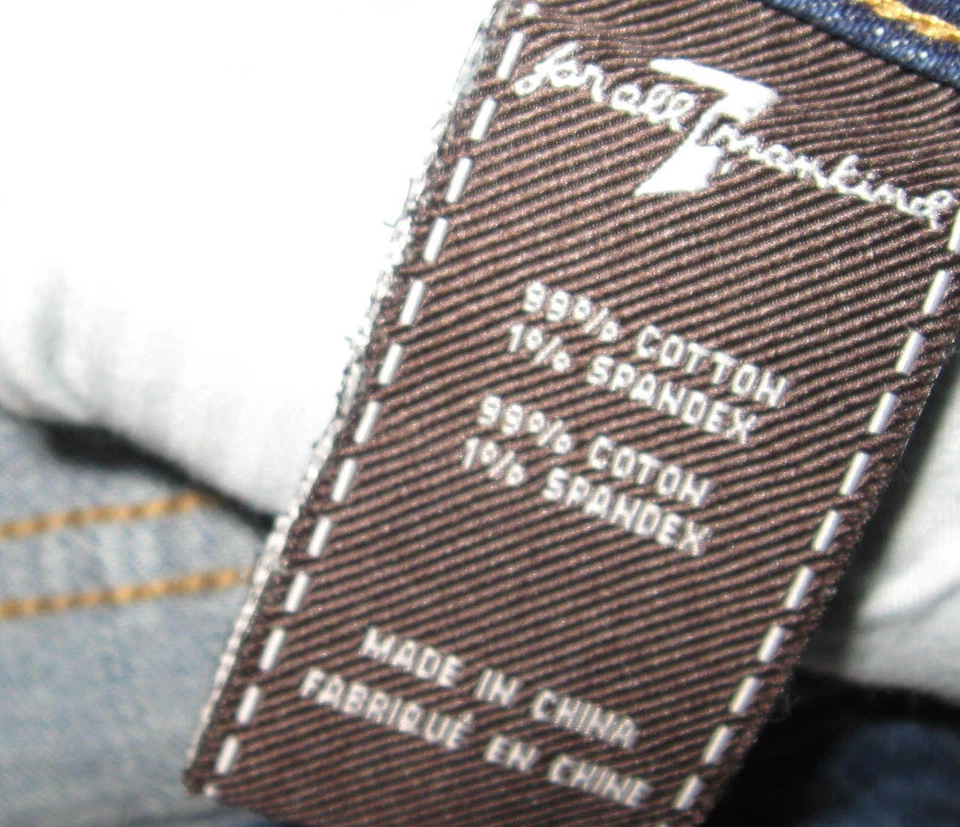 for all 7 mankind
99% COTTON
1% SPANDEX
99% COTON
1% SPANDEX
MADE IN CHINA
FABRIQUÉ EN CHINE